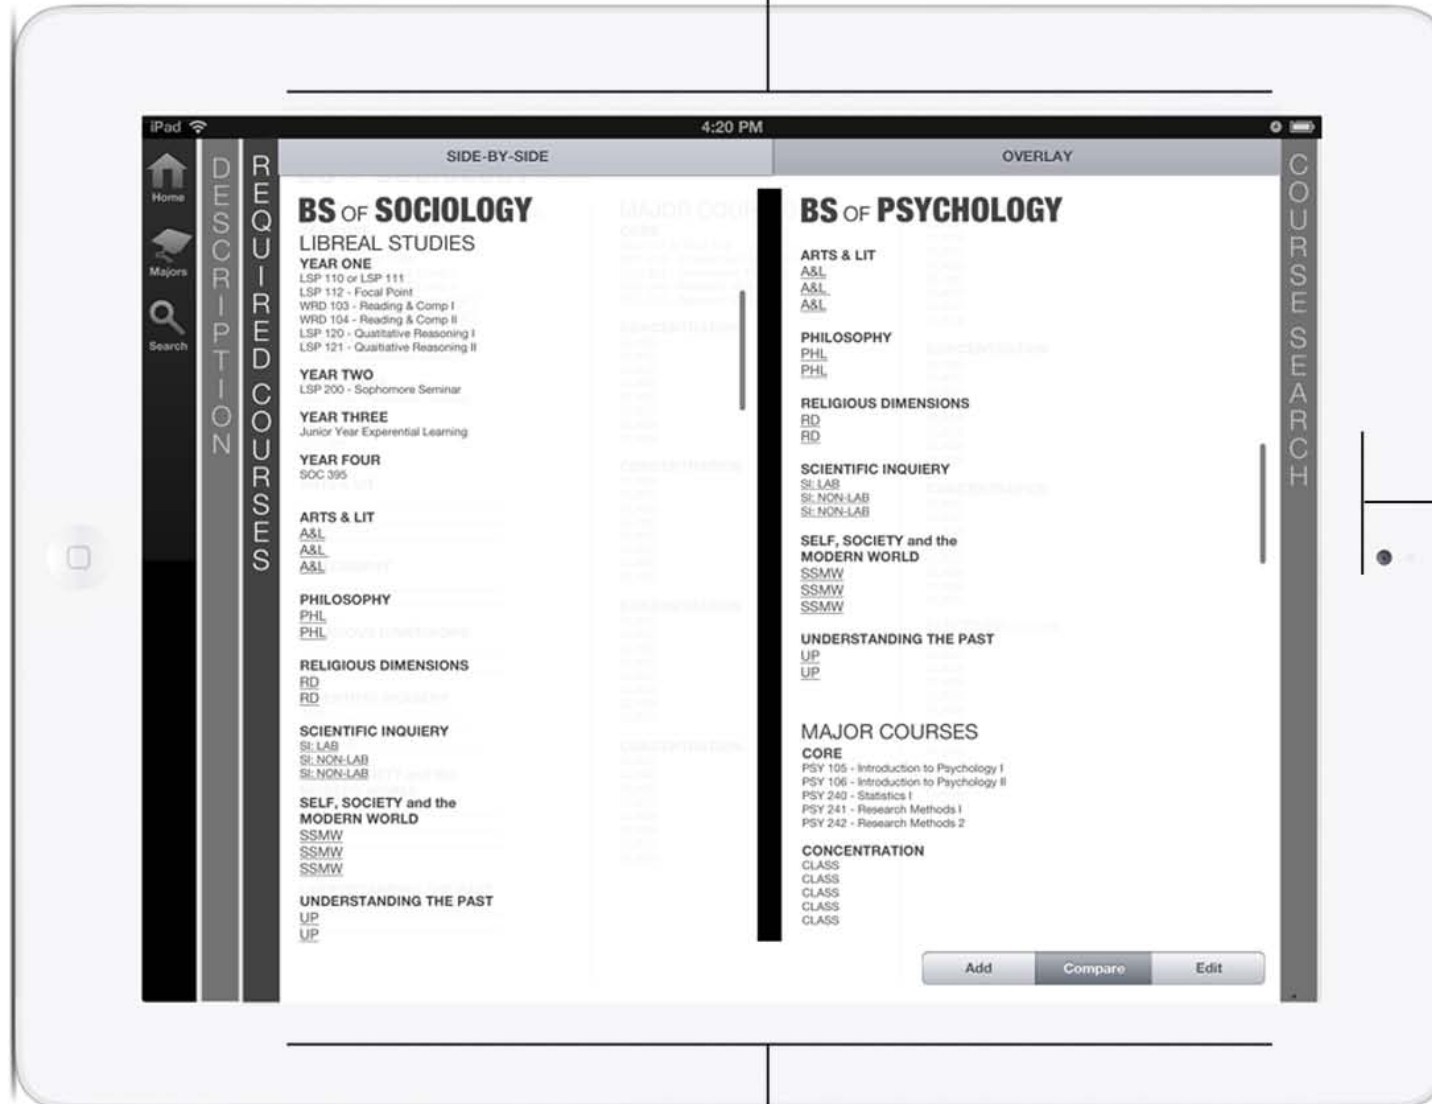 iPad
4:20 PM
Home
Majors
Search
DESCRIPTION
REQUIRED COURSES
SIDE-BY-SIDE
OVERLAY
BS OF SOCIOLOGY
LIBREAL STUDIES
YEAR ONE
LSP 110 or LSP 111
LSP 112 - Focal Point
WRD 103 - Reading & Comp I
WRD 104 - Reading & Comp II
LSP 120 - Quatitative Reasoning I
LSP 121 - Quaitiative Reasoning II
YEAR TWO
LSP 200 - Sophomore Seminar
YEAR THREE
Junior Year Experential Learning
YEAR FOUR
SOC 395
ARTS & LIT
A&L
A&L
A&L
PHILOSOPHY
PHL
PHL
RELIGIOUS DIMENSIONS
RD
RD
SCIENTIFIC INQUIERY
SI: LAB
SI: NON-LAB
SI: NON-LAB
SELF, SOCIETY and the
MODERN WORLD
SSMW
SSMW
SSMW
UNDERSTANDING THE PAST
UP
UP
BS OF PSYCHOLOGY
ARTS & LIT
A&L
A&L
A&L
PHILOSOPHY
PHL
PHL
RELIGIOUS DIMENSIONS
RD
RD
SCIENTIFIC INQUIERY
SI: LAB
SI: NON-LAB
SI: NON-LAB
SELF, SOCIETY and the
MODERN WORLD
SSMW
SSMW
SSMW
UNDERSTANDING THE PAST
UP
UP
MAJOR COURSES
CORE
PSY 105 - Introduction to Psychology I
PSY 106 - Introduction to Psychology II
PSY 240 - Statistics I
PSY 241 - Research Methods I
PSY 242 - Research Methods 2
CONCENTRATION
CLASS
CLASS
CLASS
CLASS
CLASS
Add
Compare
Edit
COURSE SEARCH